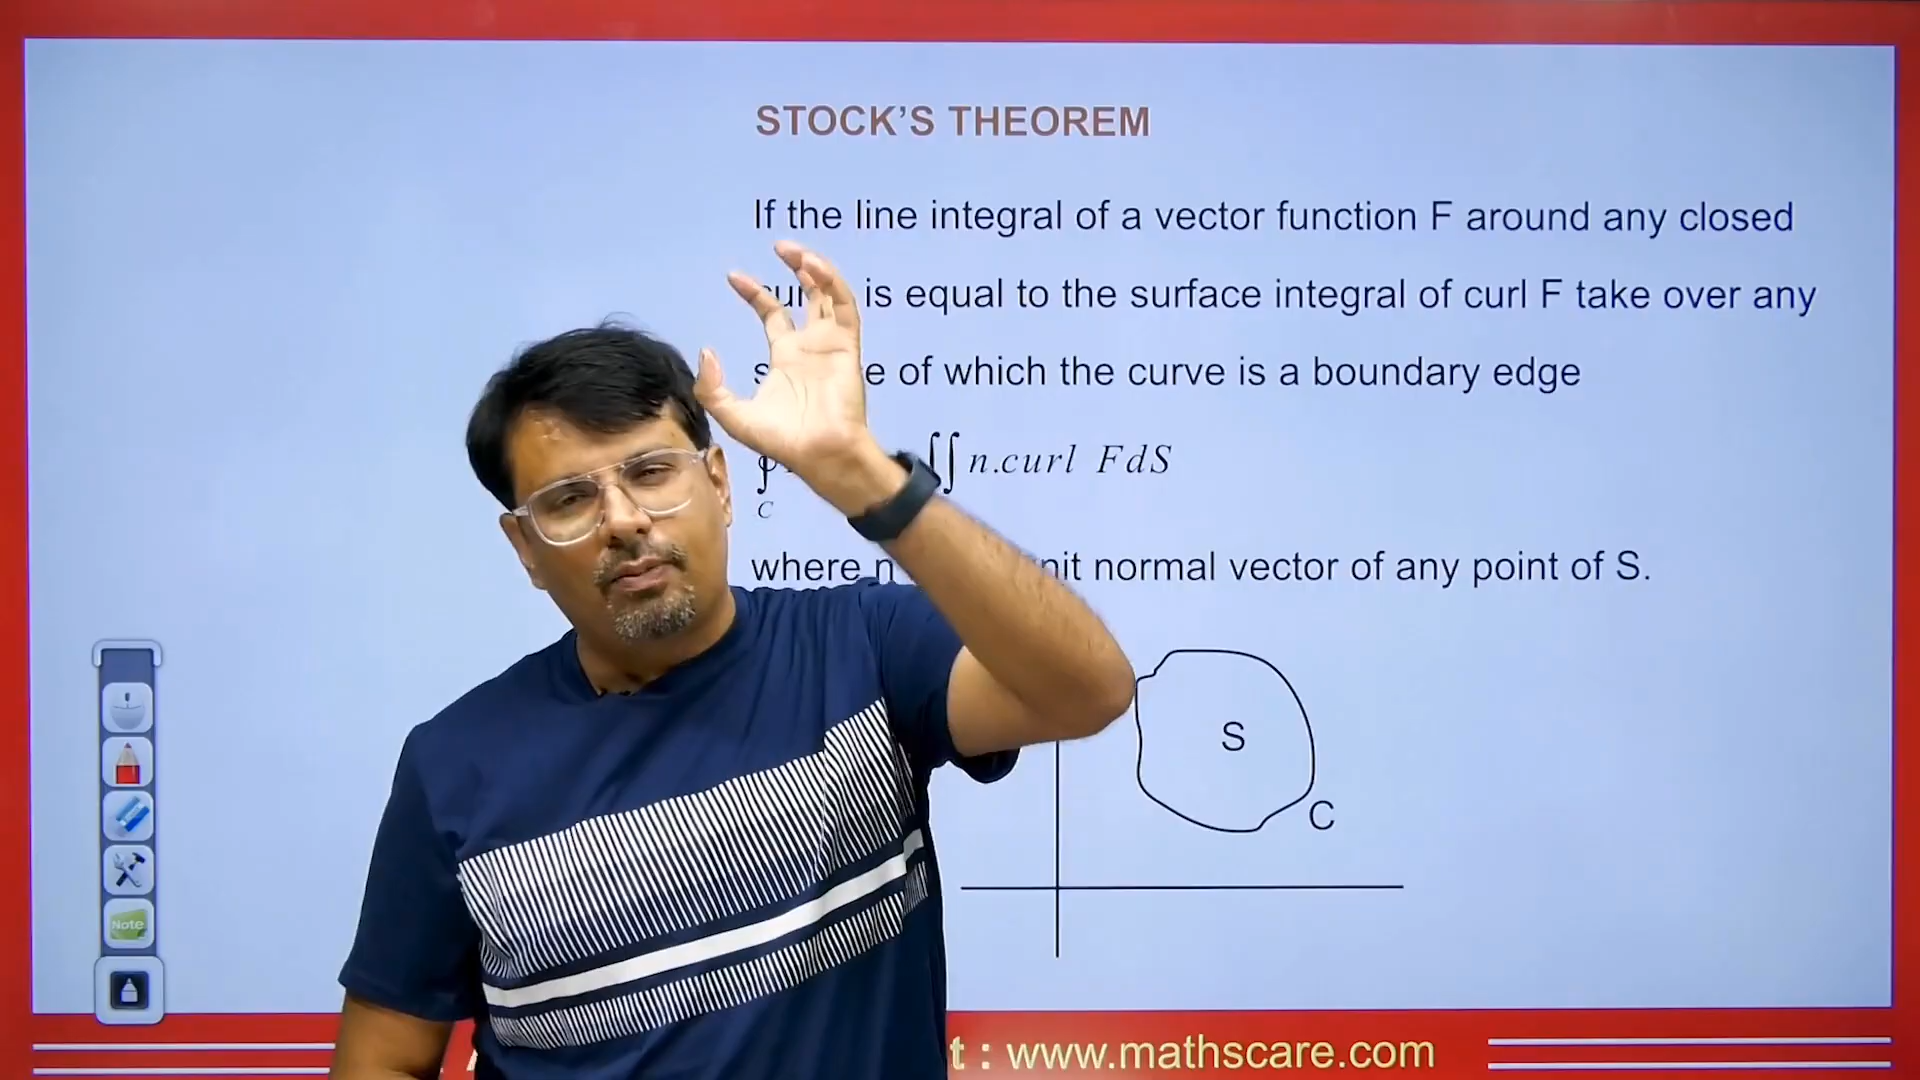 STOCK'S THEOREM
If the line integral of a vector function F around any closed
is equal to the surface integral of curl F take over any
of which the curve is a boundary edge
∮ ∬ n.curl FdS
C
where n normal vector of any point of S.
S
C
Note
: www.mathscare.com